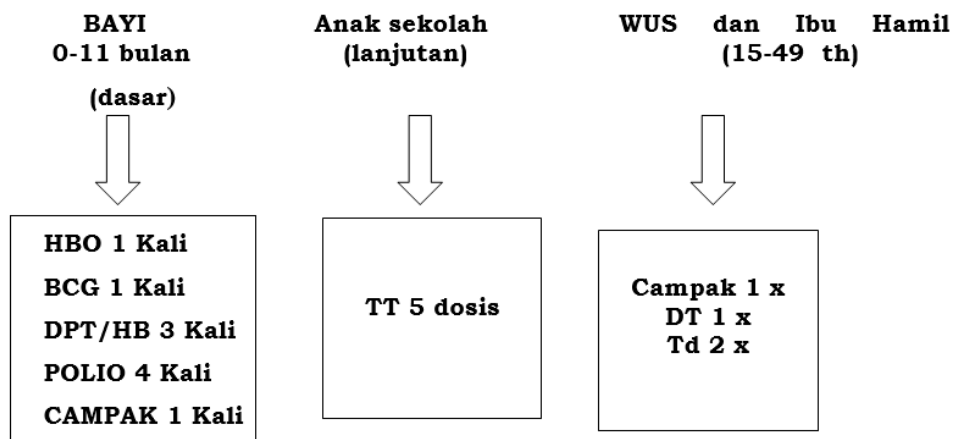 BAYI
0-11 bulan
(dasar)
Anak sekolah
(lanjutan)
WUS dan Ibu Hamil
(15-49 th)
HBO 1 Kali
BCG 1 Kali
DPT/HB 3 Kali
POLIO 4 Kali
CAMPAK 1 Kali
TT 5 dosis
Campak 1 x
DT 1 x
Td 2 x